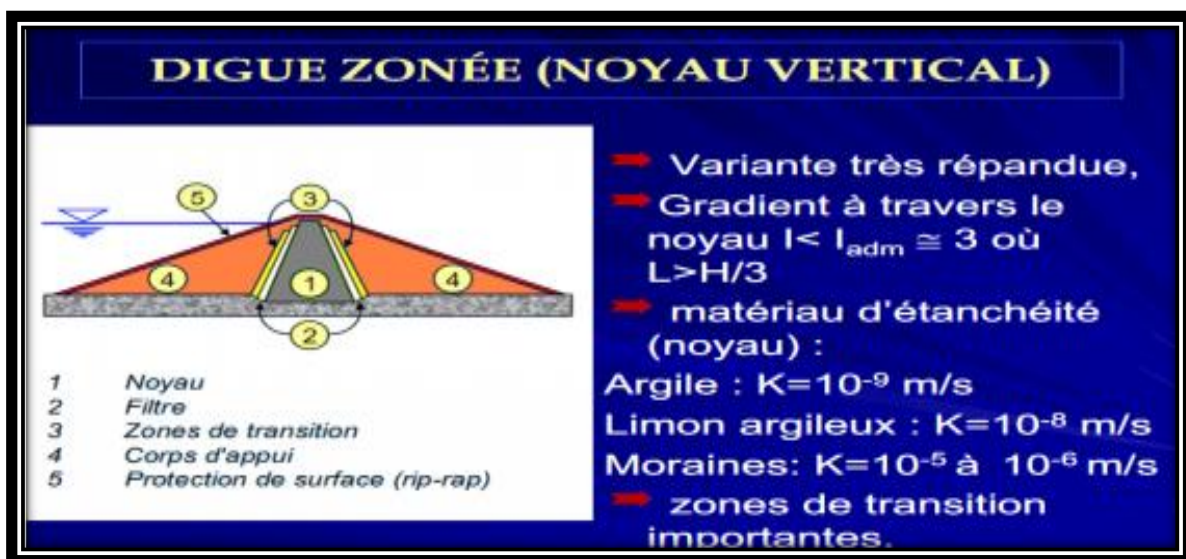 DIGUE ZONÉE (NOYAU VERTICAL)
5
3
4
1
4
2
1 Noyau
2 Filtre
3 Zones de transition
4 Corps d'appui
5 Protection de surface (rip-rap)
Variante très répandue,
Gradient à travers le
noyau I< I_adm ≅ 3 où
L>H/3
matériau d'étanchéité
(noyau) :
Argile : K=10⁻⁹ m/s
Limon argileux : K=10⁻⁸ m/s
Moraines: K=10⁻⁵ à 10⁻⁶ m/s
zones de transition
importantes.